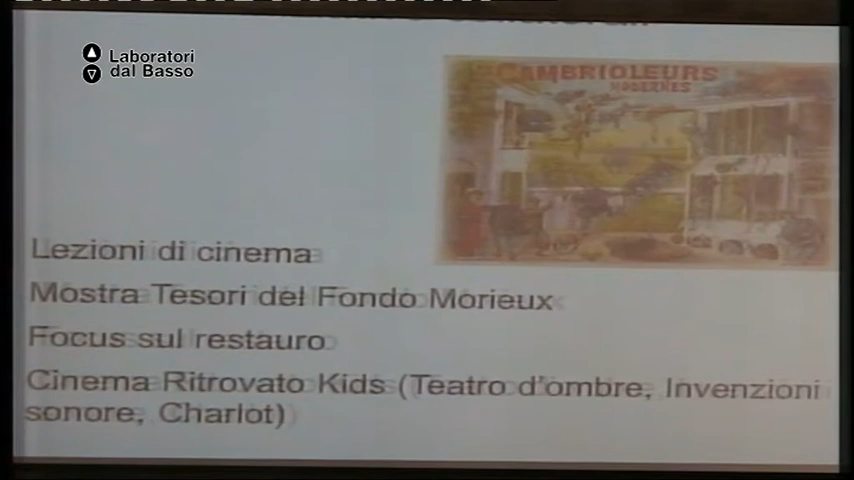 Laboratori
dal Basso
CAMBRIOLEURS
MODERNES
Lezioni di cinema
Mostra Tesori del Fondo Morieux
Focus sul restauro
Cinema Ritrovato Kids (Teatro d'ombre, Invenzioni
sonore, Charlot)